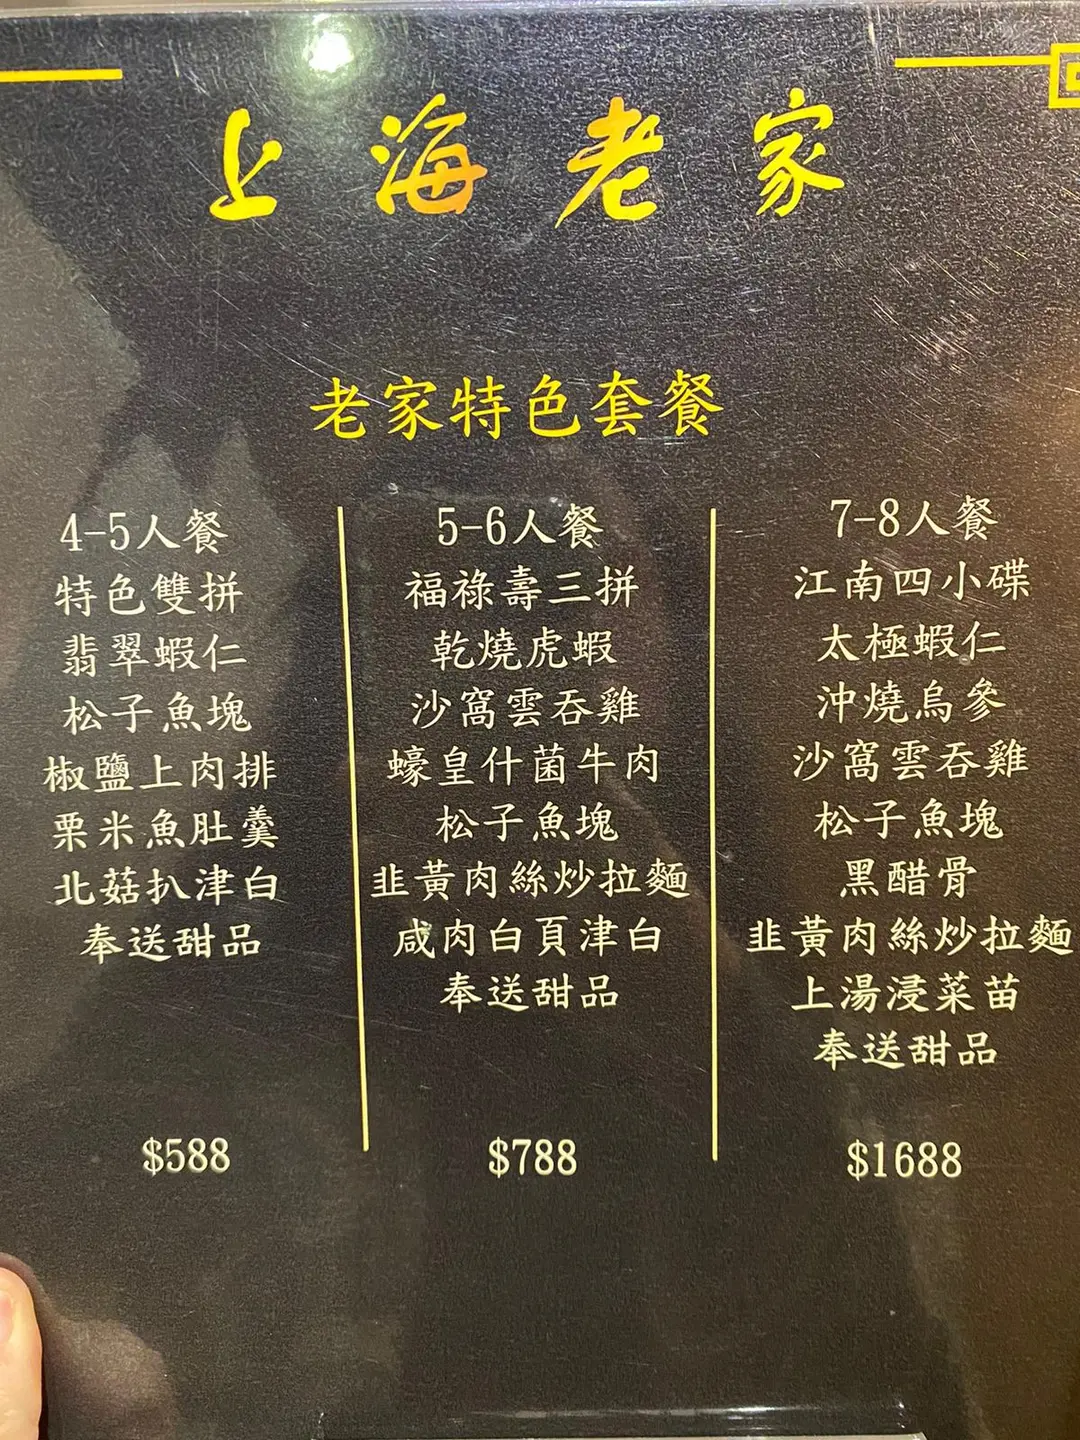 上海老家
老家特色套餐
4-5人餐
特色雙拼
翡翠蝦仁
松子魚塊
椒鹽上肉排
粟米魚肚羹
北菇扒津白
奉送甜品
$588
5-6人餐
福祿壽三拼
乾燒虎蝦
沙窩雲吞雞
蠔皇什菌牛肉
松子魚塊
韭黃肉絲炒拉麵
咸肉白頁津白
奉送甜品
$788
7-8人餐
江南四小碟
太極蝦仁
沖燒烏參
沙窩雲吞雞
松子魚塊
黑醋骨
韭黃肉絲炒拉麵
上湯浸菜苗
奉送甜品
$1688